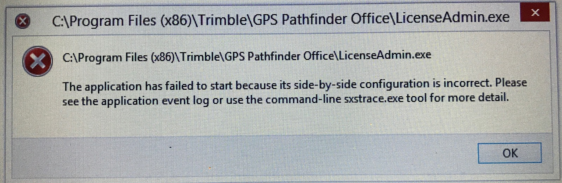 C:\Program Files (x86)\Trimble\GPS Pathfinder Office\LicenseAdmin.exe
C:\Program Files (x86)\Trimble\GPS Pathfinder Office\LicenseAdmin.exe
The application has failed to start because its side-by-side configuration is incorrect. Please
see the application event log or use the command-line sxstrace.exe tool for more detail.
OK